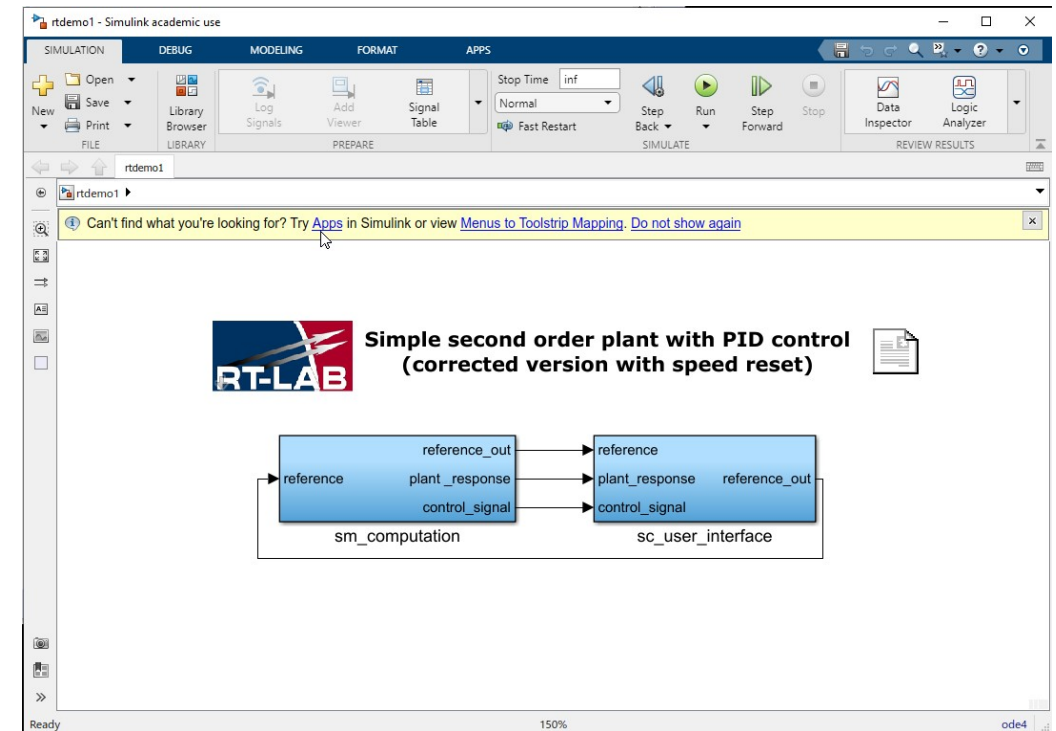 rtdemo1 - Simulink academic use
SIMULATION DEBUG MODELING FORMAT APPS
New
Open
Save
Print
FILE
Library Browser
LIBRARY
Log Signals
Add Viewer
Signal Table
PREPARE
Stop Time inf
Normal
Fast Restart
Step Back
Run
Step Forward
Stop
SIMULATE
Data Inspector
Logic Analyzer
REVIEW RESULTS
rtdemo1
rtdemo1
Can't find what you're looking for? Try Apps in Simulink or view Menus to Toolstrip Mapping. Do not show again
RT-LAB
Simple second order plant with PID control
(corrected version with speed reset)
reference
reference_out
plant _response
control_signal
sm_computation
reference
plant_response
control_signal
reference_out
sc_user_interface
Ready 150% ode4